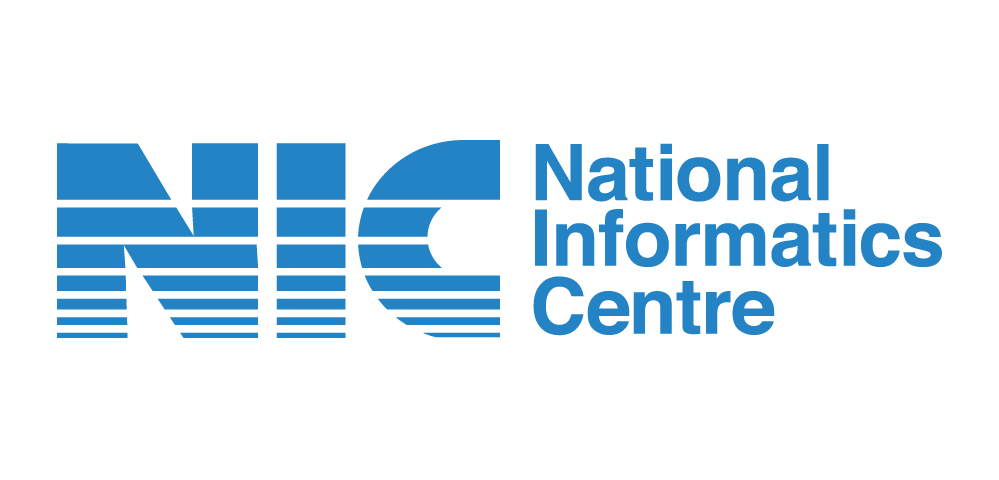 NIC
National
Informatics
Centre